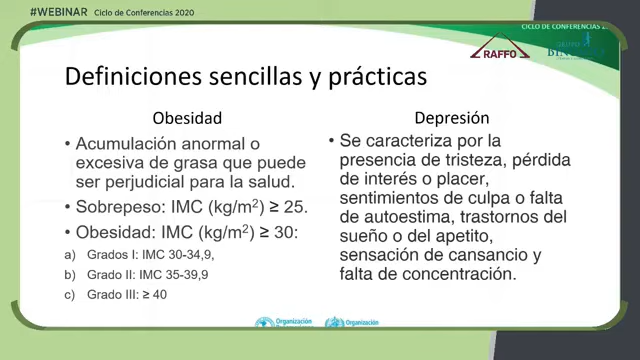 #WEBINAR Ciclo de Conferencias 2020
CICLO DE CONFERENCIAS
RAFFO
GRUPO
Definiciones sencillas y prácticas
Obesidad
• Acumulación anormal o
excesiva de grasa que puede
ser perjudicial para la salud.
• Sobrepeso: IMC (kg/m²) ≥ 25.
• Obesidad: IMC (kg/m²) ≥ 30:
a) Grados I: IMC 30-34,9,
b) Grado II: IMC 35-39,9
c) Grado III: ≥ 40
Depresión
• Se caracteriza por la
presencia de tristeza, pérdida
de interés o placer,
sentimientos de culpa o falta
de autoestima, trastornos del
sueño o del apetito,
sensación de cansancio y
falta de concentración.
Organización
Organización